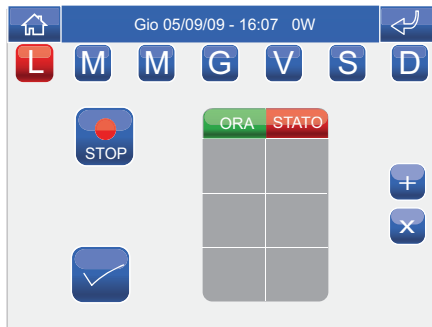 Gio 05/09/09 - 16:07 0W
L M M G V S D
STOP
ORA STATO
+
x